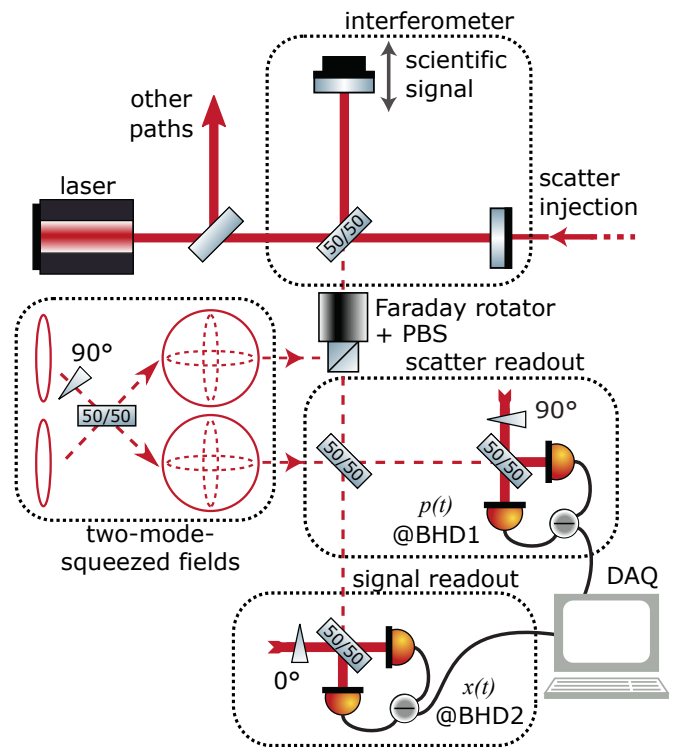 interferometer
scientific
signal
other
paths
laser
scatter
injection
50/50
Faraday rotator
+ PBS
scatter readout
90°
50/50
90°
50/50
50/50
p(t)
@BHD1
two-mode-
squeezed fields
signal readout
DAQ
50/50
0°
x(t)
@BHD2